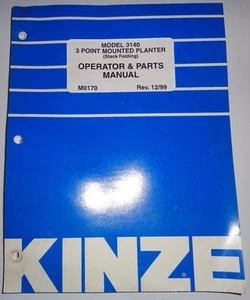 MODEL 3140
3 POINT MOUNTED PLANTER
(Stack Folding)
OPERATOR & PARTS
MANUAL
M0170 Rev. 12/99
KINZE